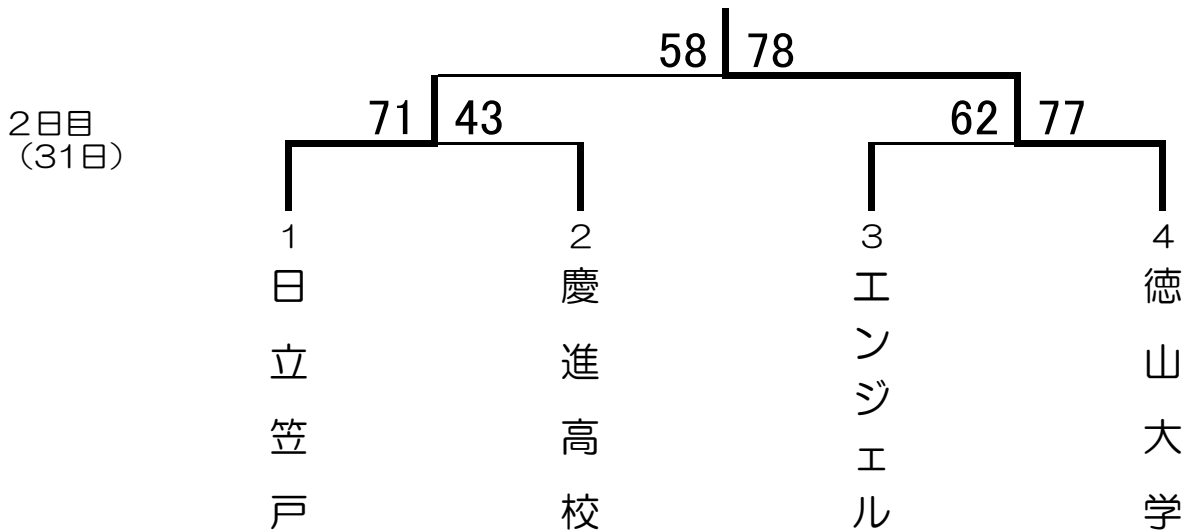 58 78
2日目
(31日)
71 43
62 77
1
2
3
4
日立笠戸
慶進高校
エンジェル
徳山大学